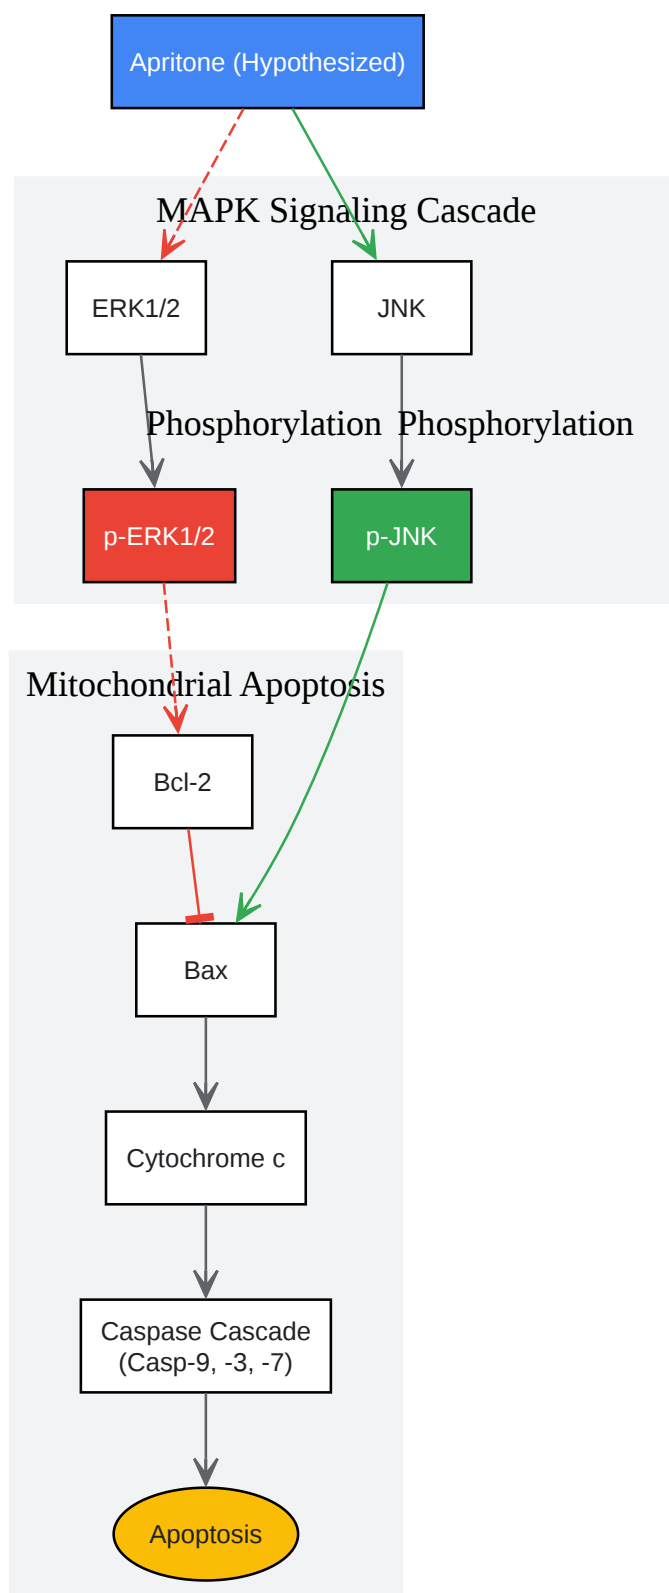 Apritone (Hypothesized)
MAPK Signaling Cascade
ERK1/2
JNK
Phosphorylation
Phosphorylation
p-ERK1/2
p-JNK
Mitochondrial Apoptosis
Bcl-2
Bax
Cytochrome c
Caspase Cascade
(Casp-9, -3, -7)
Apoptosis